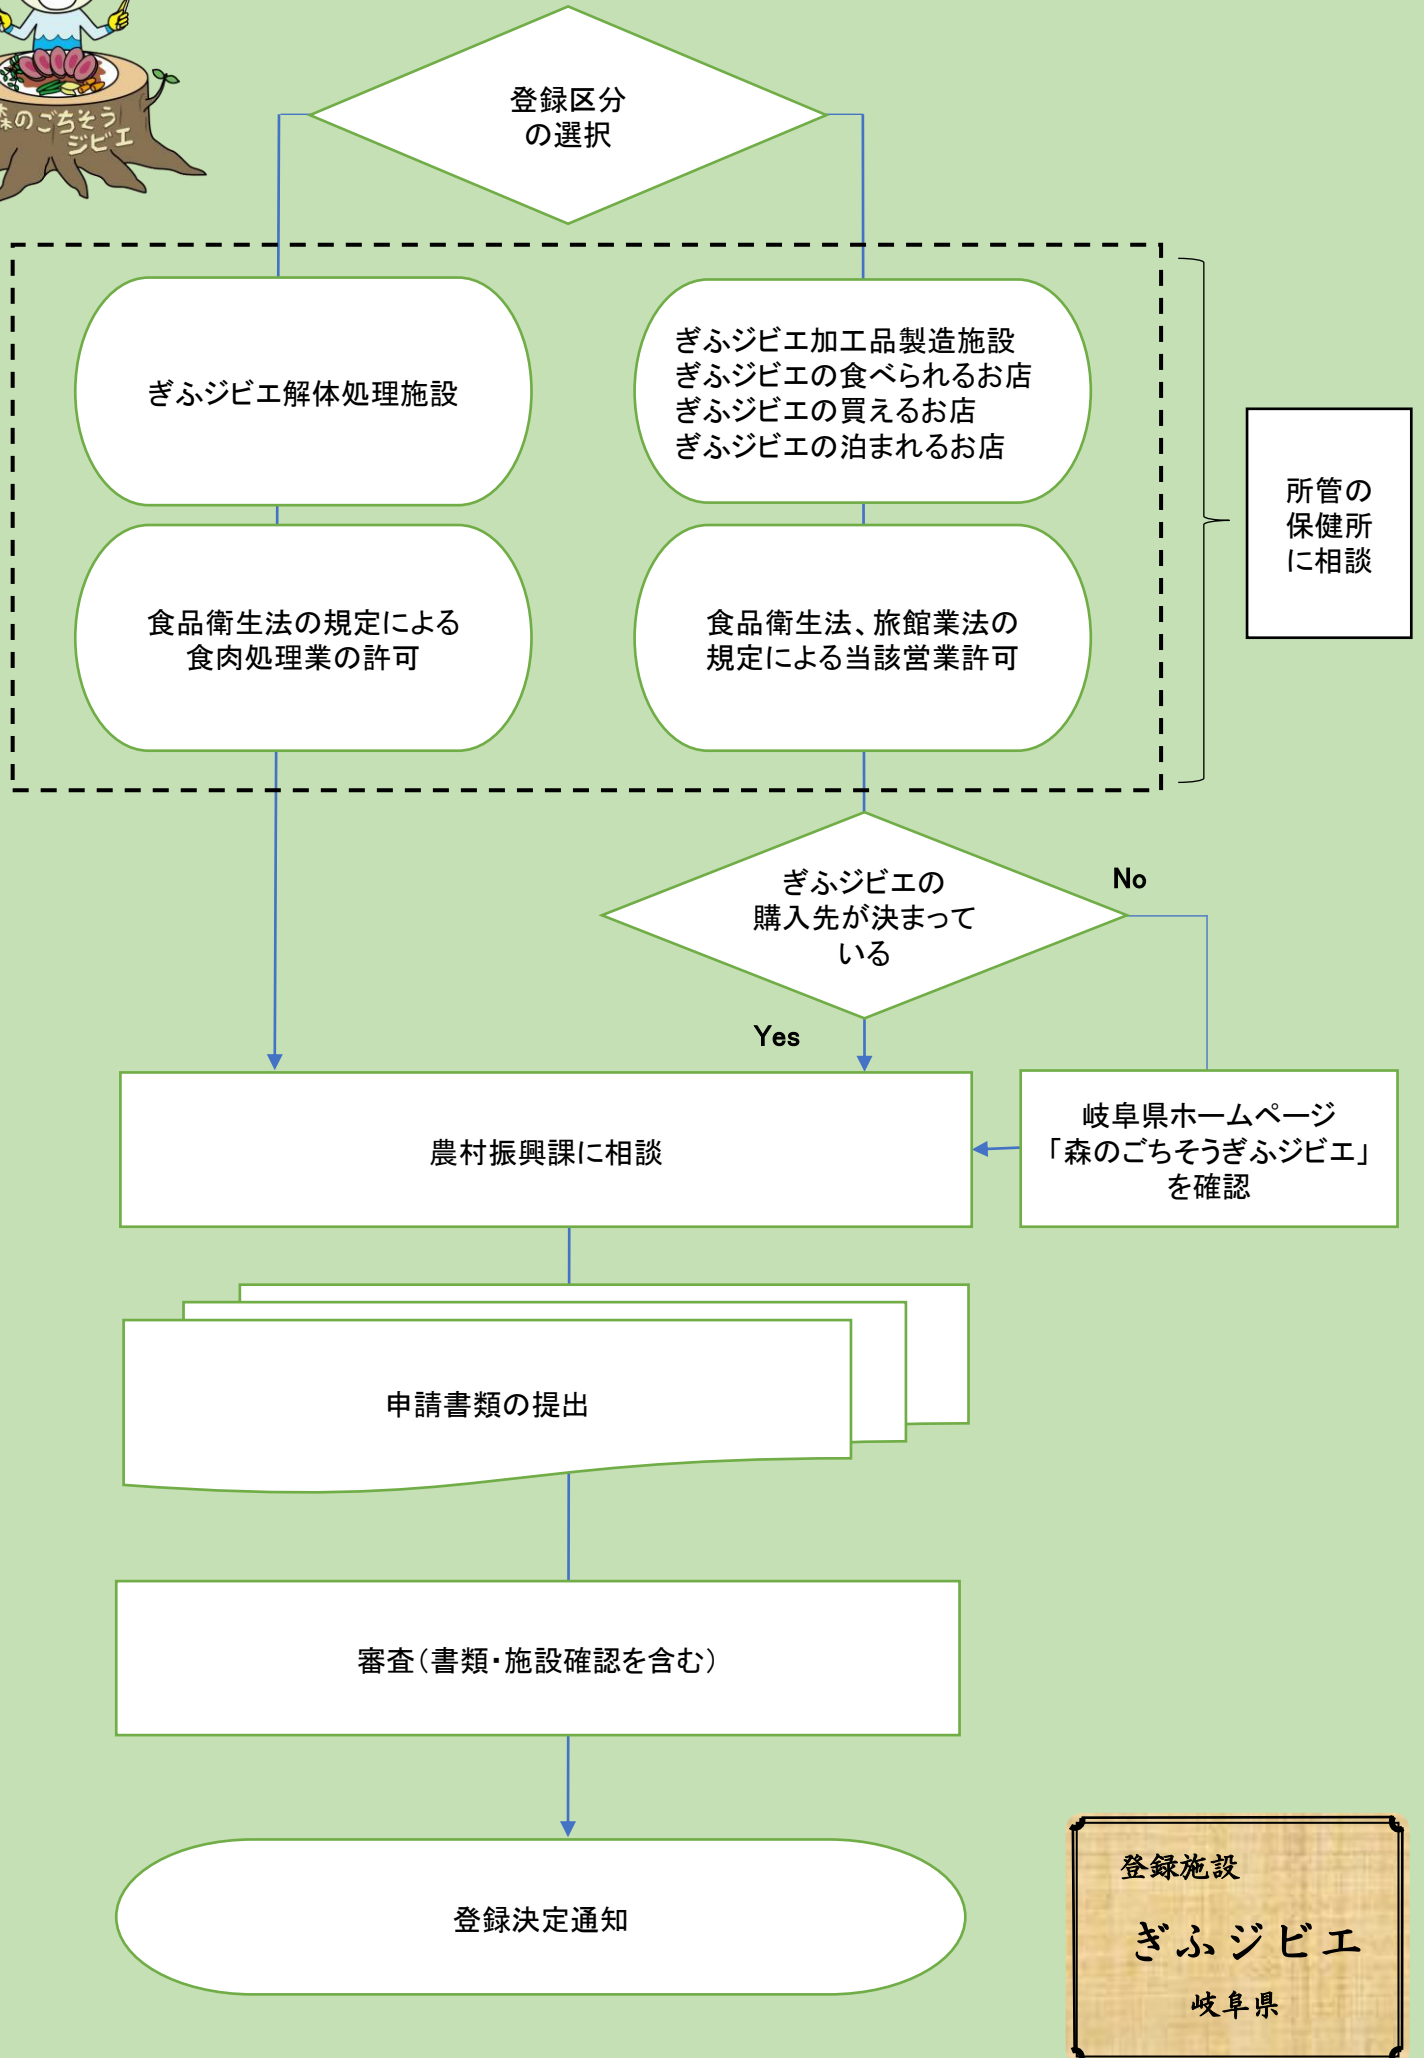 森のごちそう
ジビエ
登録区分
の選択
ぎふジビエ解体処理施設
ぎふジビエ加工品製造施設
ぎふジビエの食べられるお店
ぎふジビエの買えるお店
ぎふジビエの泊まれるお店
所管の
保健所
に相談
食品衛生法の規定による
食肉処理業の許可
食品衛生法、旅館業法の
規定による当該営業許可
ぎふジビエの
購入先が決まって
いる
No
Yes
農村振興課に相談
岐阜県ホームページ
「森のごちそうぎふジビエ」
を確認
申請書類の提出
審査（書類・施設確認を含む）
登録決定通知
登録施設
ぎふジビエ
岐阜県